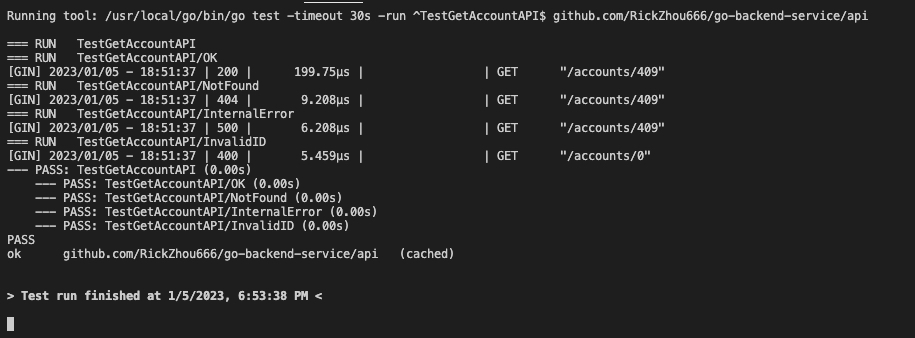 Running tool: /usr/local/go/bin/go test -timeout 30s -run ^TestGetAccountAPI$ github.com/RickZhou666/go-backend-service/api
=== RUN   TestGetAccountAPI
=== RUN   TestGetAccountAPI/OK
[GIN] 2023/01/05 - 18:51:37 | 200 |      199.75µs |                 | GET      "/accounts/409"
=== RUN   TestGetAccountAPI/NotFound
[GIN] 2023/01/05 - 18:51:37 | 404 |       9.208µs |                 | GET      "/accounts/409"
=== RUN   TestGetAccountAPI/InternalError
[GIN] 2023/01/05 - 18:51:37 | 500 |       6.208µs |                 | GET      "/accounts/409"
=== RUN   TestGetAccountAPI/InvalidID
[GIN] 2023/01/05 - 18:51:37 | 400 |       5.459µs |                 | GET      "/accounts/0"
--- PASS: TestGetAccountAPI (0.00s)
    --- PASS: TestGetAccountAPI/OK (0.00s)
    --- PASS: TestGetAccountAPI/NotFound (0.00s)
    --- PASS: TestGetAccountAPI/InternalError (0.00s)
    --- PASS: TestGetAccountAPI/InvalidID (0.00s)
PASS
ok      github.com/RickZhou666/go-backend-service/api   (cached)
> Test run finished at 1/5/2023, 6:53:38 PM <